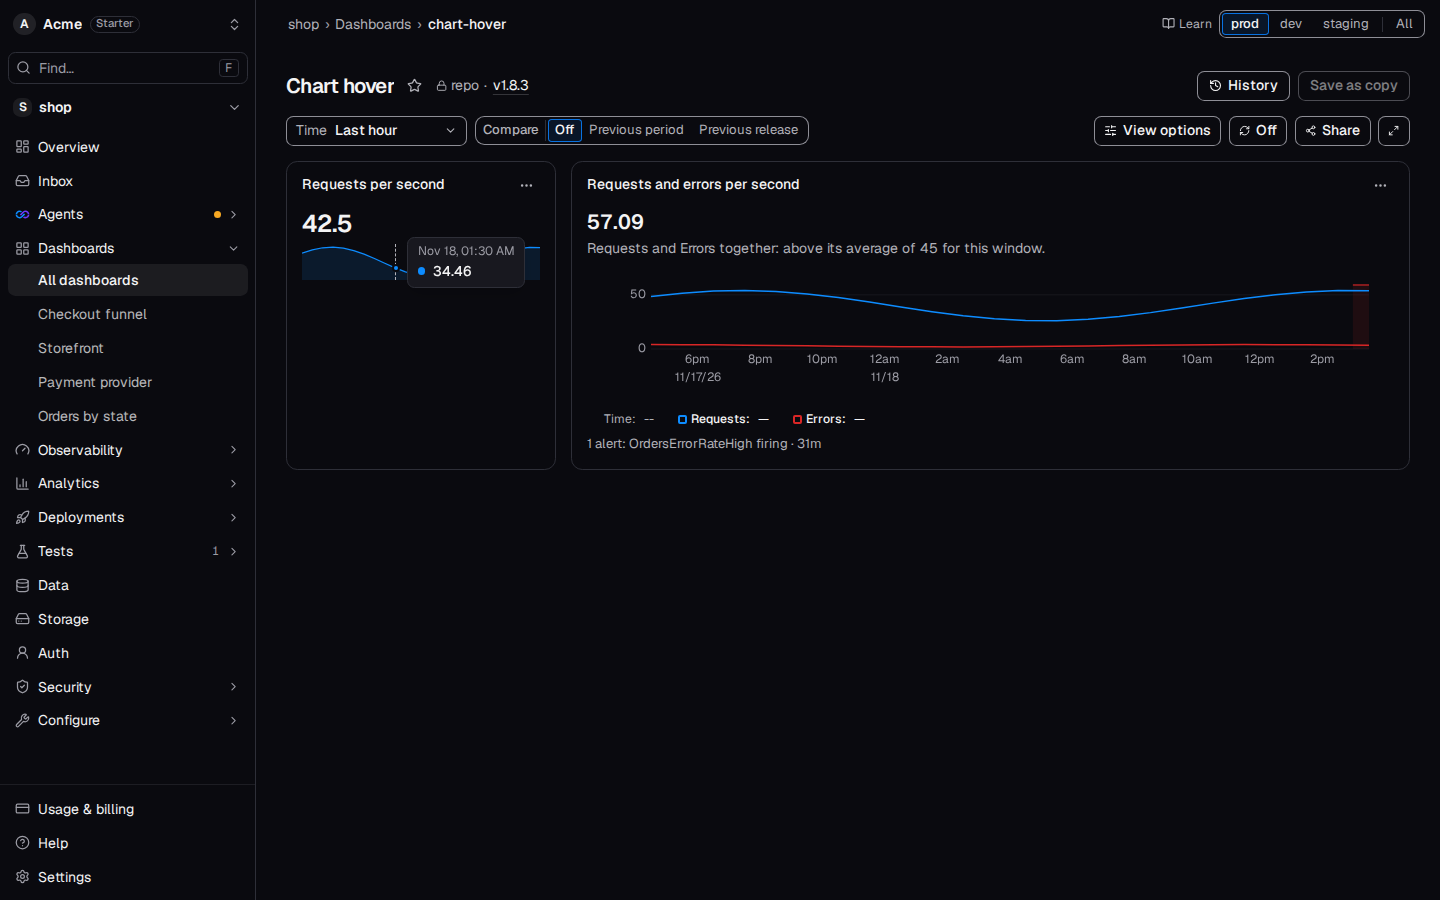 A Acme Starter
Find... F
S shop
Overview
Inbox
Agents
Dashboards
All dashboards
Checkout funnel
Storefront
Payment provider
Orders by state
Observability
Analytics
Deployments
Tests 1
Data
Storage
Auth
Security
Configure
Usage & billing
Help
Settings
shop › Dashboards › chart-hover
Learn prod dev staging All
Chart hover repo · v1.8.3
History Save as copy
Time Last hour Compare Off Previous period Previous release
View options Off Share
Requests per second
42.5
Nov 18, 01:30 AM
34.46
Requests and errors per second
57.09
Requests and Errors together: above its average of 45 for this window.
50
0
6pm 8pm 10pm 12am 2am 4am 6am 8am 10am 12pm 2pm
11/17/26 11/18
Time: -- Requests: — Errors: —
1 alert: OrdersErrorRateHigh firing · 31m